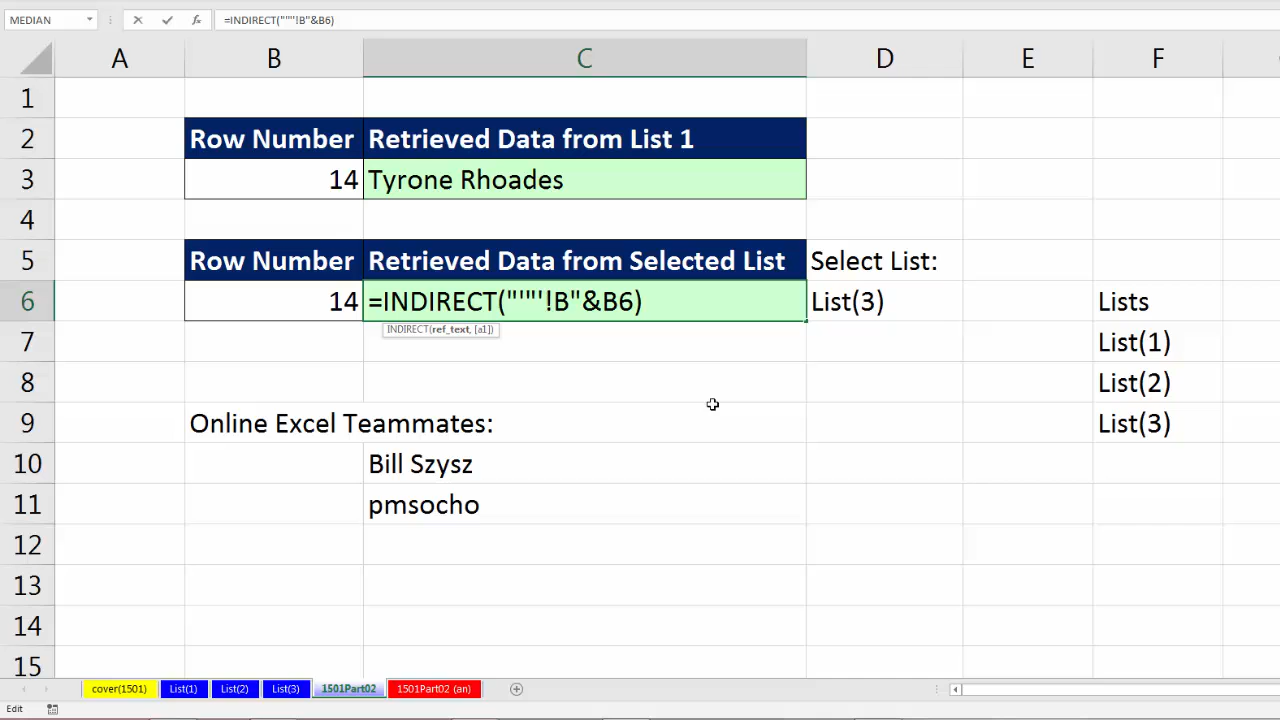 MEDIAN =INDIRECT("'"'!B"&B6)
A B C D E F
1
2 Row Number Retrieved Data from List 1
3 14 Tyrone Rhoades
4
5 Row Number Retrieved Data from Selected List Select List:
6 14 =INDIRECT("'"'!B"&B6) List(3) Lists
INDIRECT(ref_text, [a1])
7 List(1)
8 List(2)
9 Online Excel Teammates: List(3)
10 Bill Szysz
11 pmsocho
12
13
14
15
cover(1501) List(1) List(2) List(3) 1501Part02 1501Part02 (an)
Edit